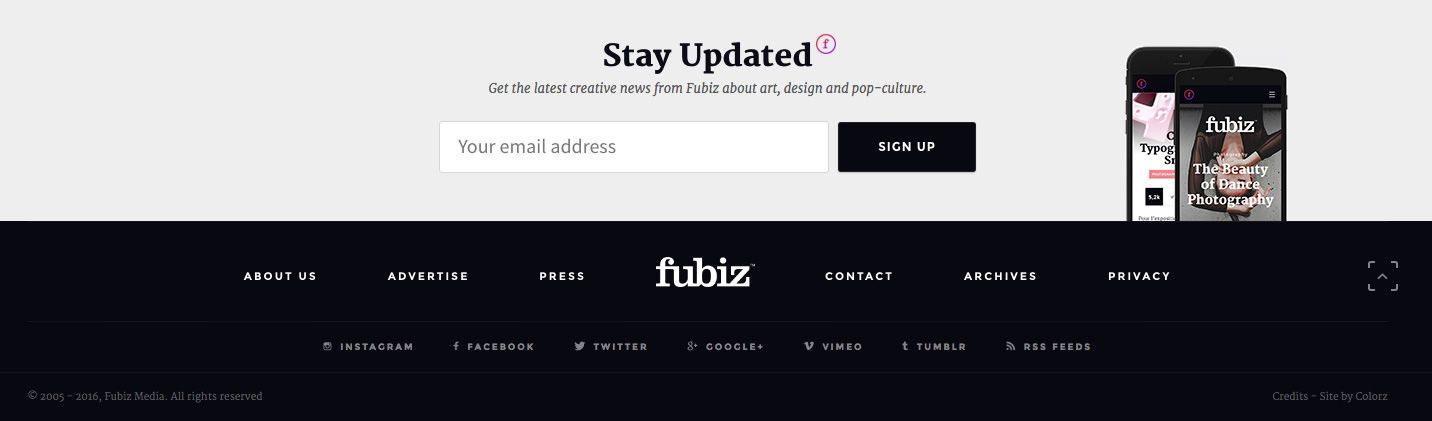 Stay Updated f
Get the latest creative news from Fubiz about art, design and pop-culture.
Your email address
SIGN UP
fubiz
Photography
The Beauty
of Dance
Photography
5,2k
ABOUT US
ADVERTISE
PRESS
fubiz™
CONTACT
ARCHIVES
PRIVACY
INSTAGRAM
FACEBOOK
TWITTER
GOOGLE+
VIMEO
TUMBLR
RSS FEEDS
© 2005 - 2016, Fubiz Media. All rights reserved
Credits - Site by Colorz